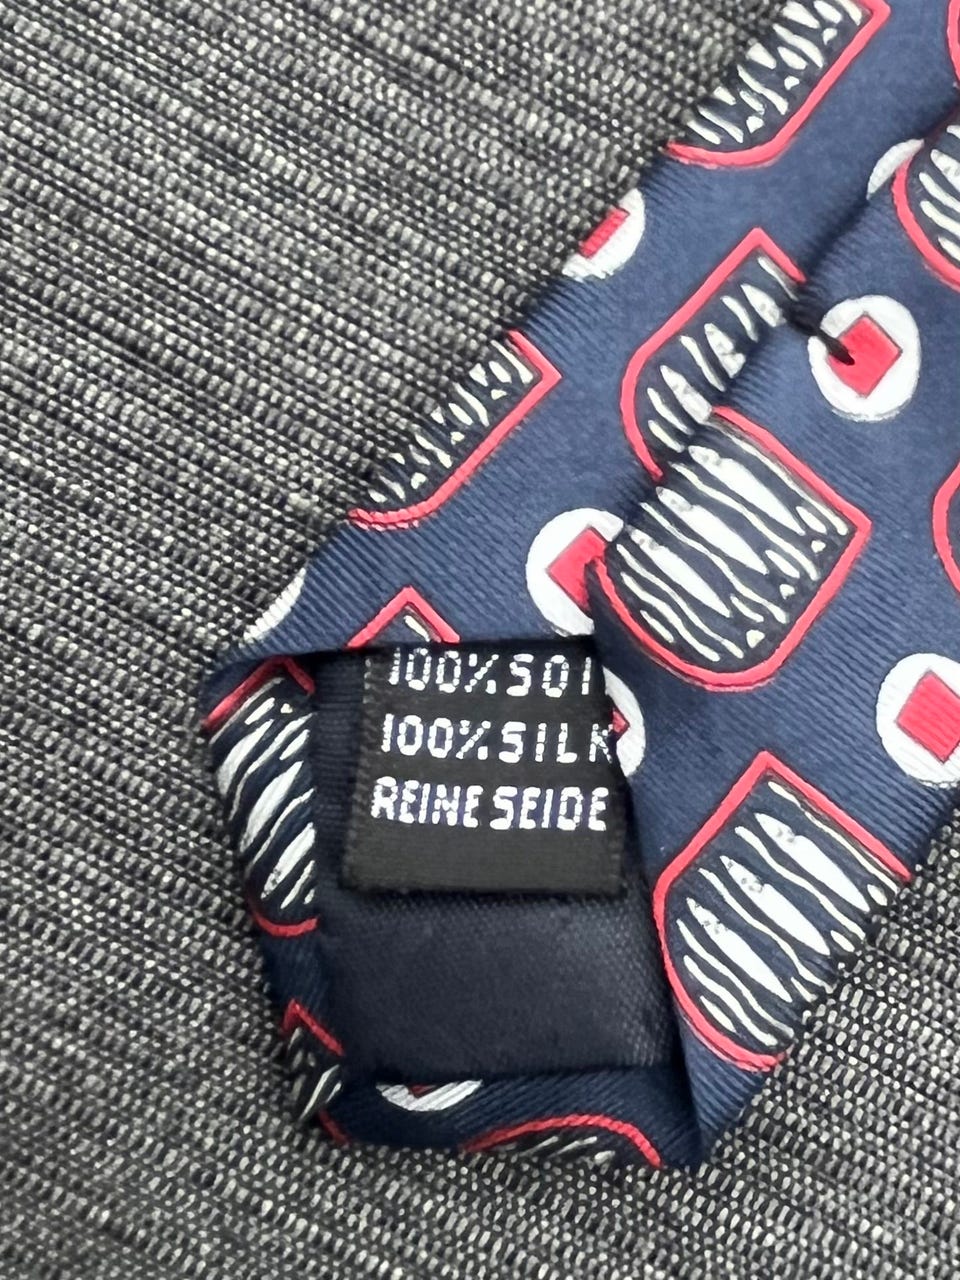 100% SOI
100% SILK
REINE SEIDE